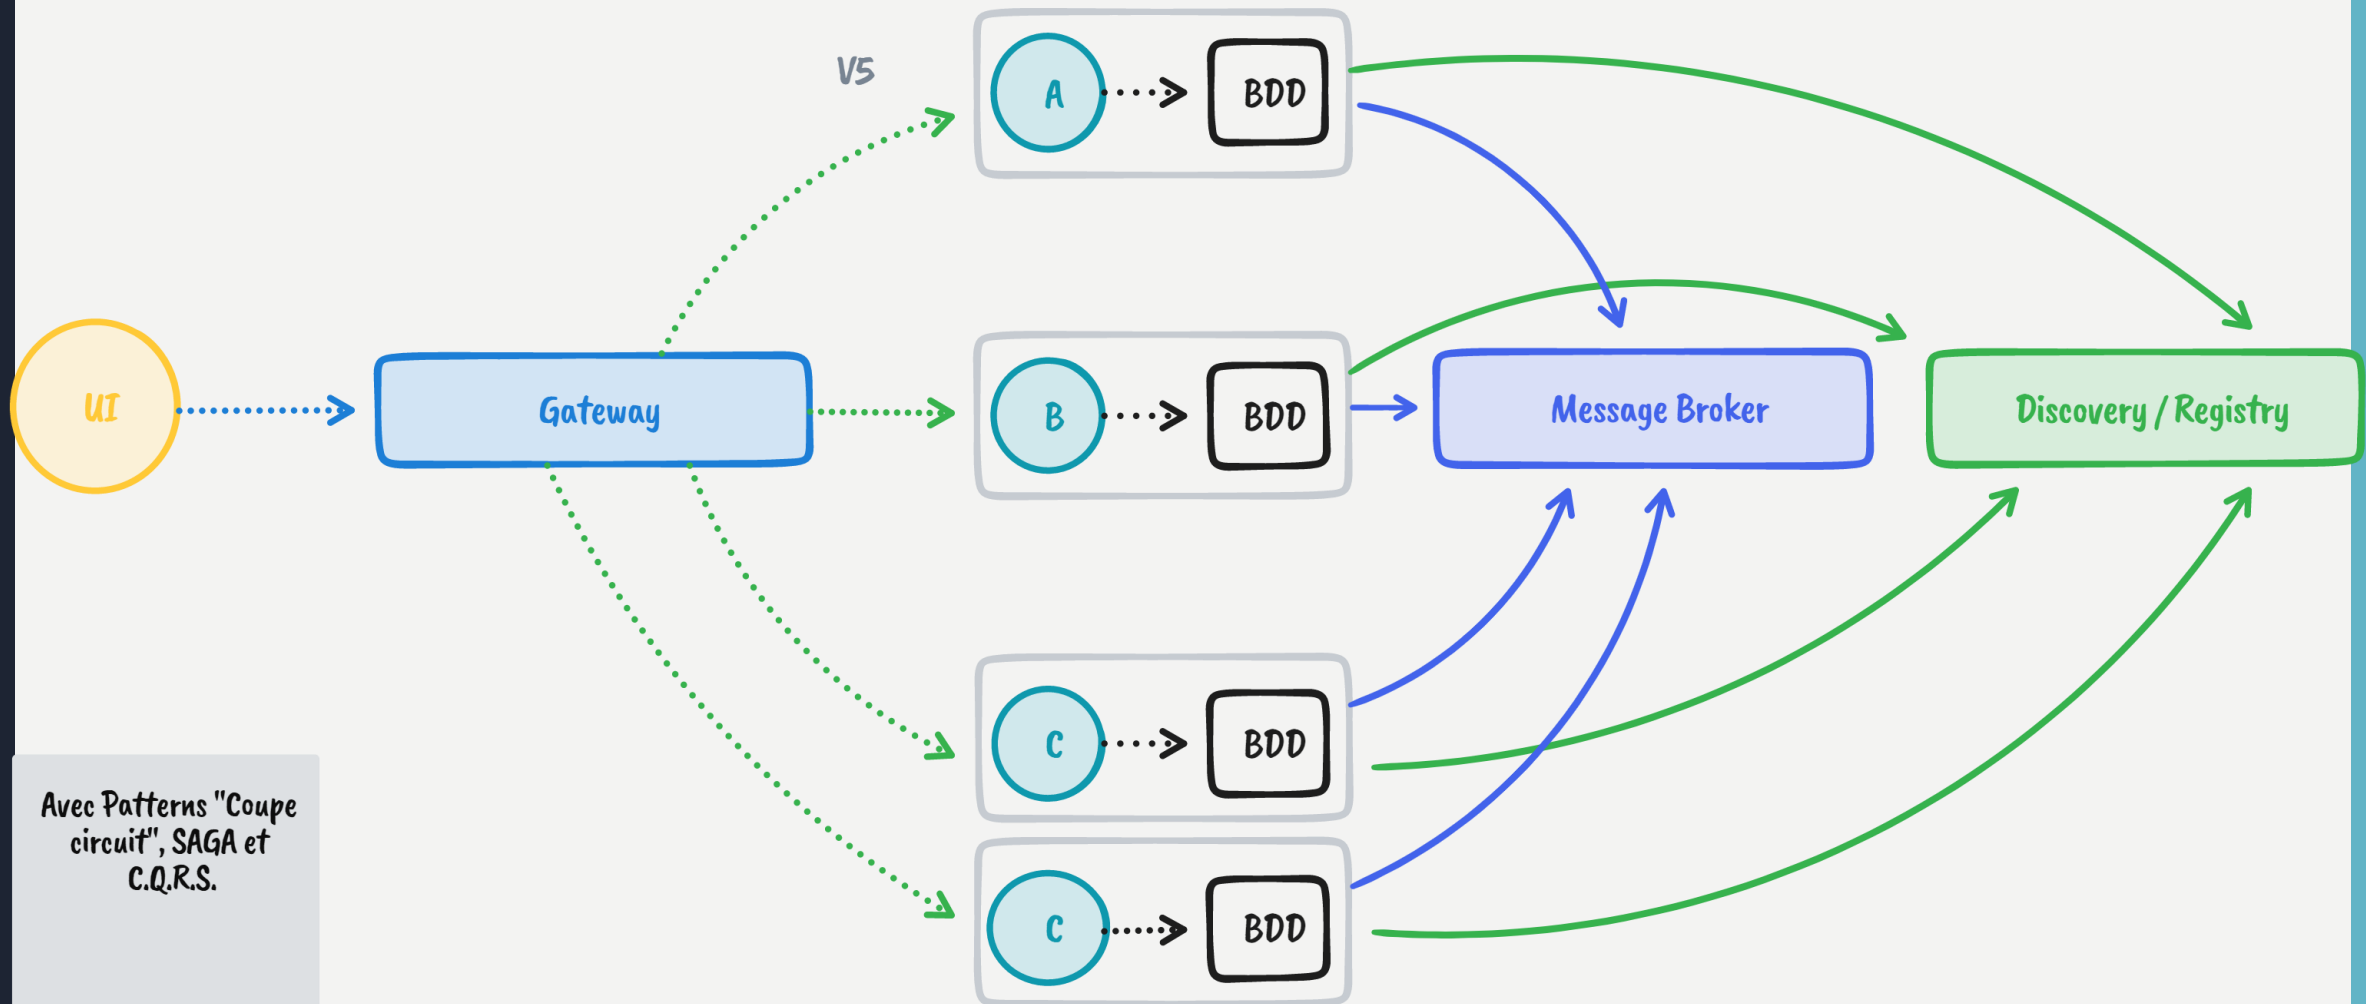 V5
A
BDD
UI
Gateway
B
BDD
Message Broker
Discovery / Registry
C
BDD
Avec Patterns "Coupe
circuit", SAGA et
C.Q.R.S.
C
BDD